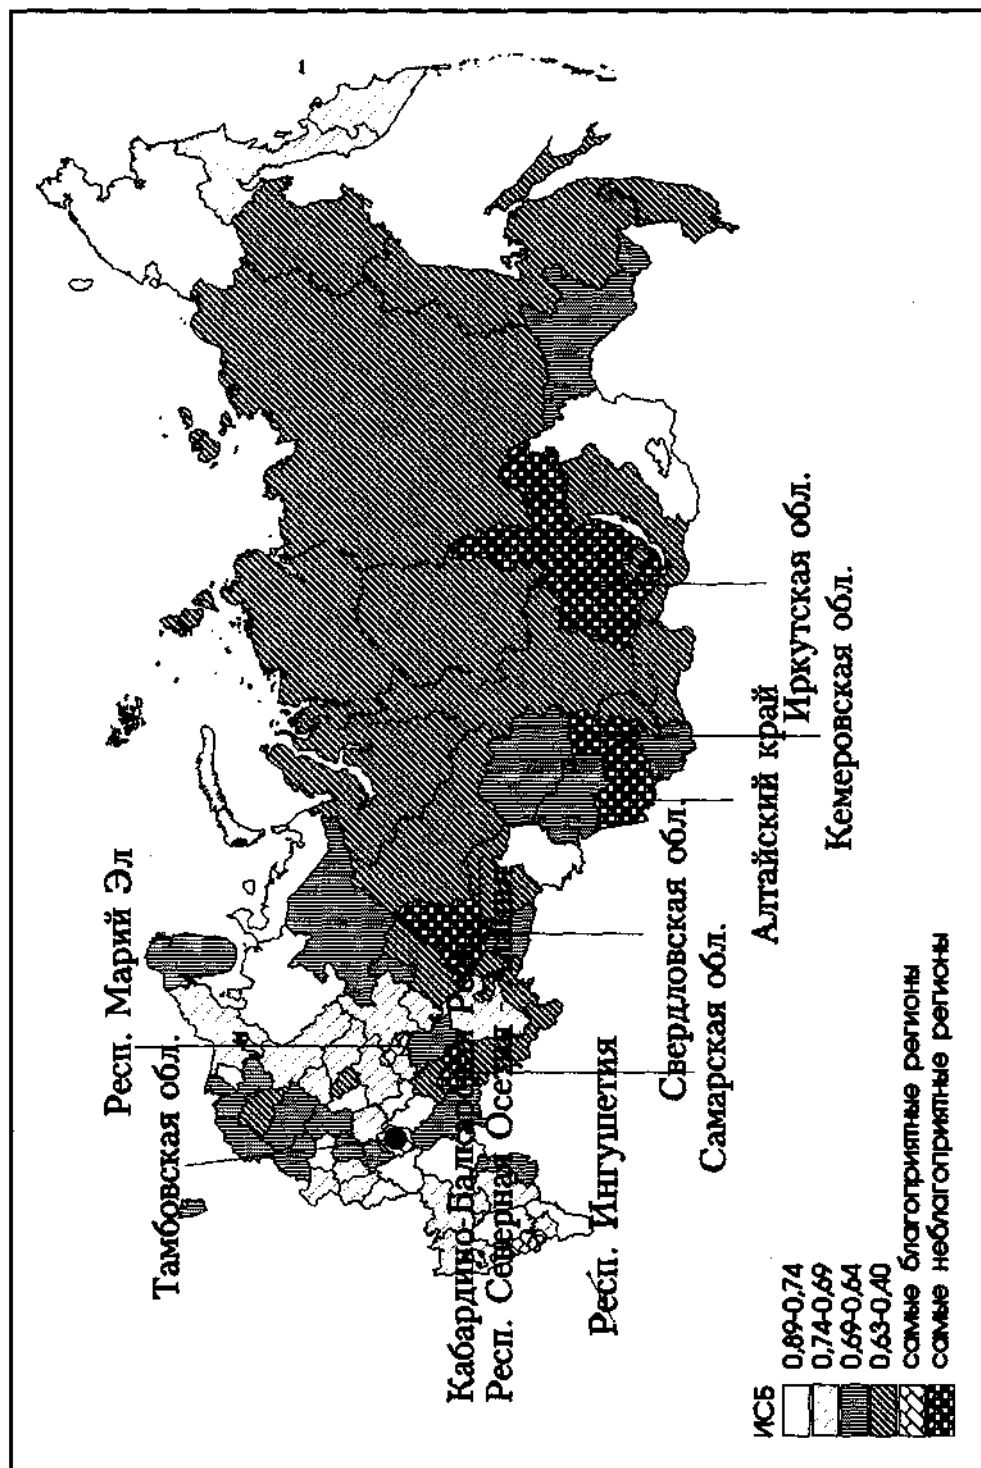 1
Респ. Марий Эл
Тамбовская обл.
Кабардино-Балкарская
Респ. Северная Осетия
Респ. Ингушетия
Свердловская обл.
Самарская обл.
Алтайский край
Иркутская обл.
Кемеровская обл.
ИСБ
0,89-0,74
0,74-0,69
0,69-0,64
0,63-0,40
самые благоприятные регионы
самые неблагоприятные регионы